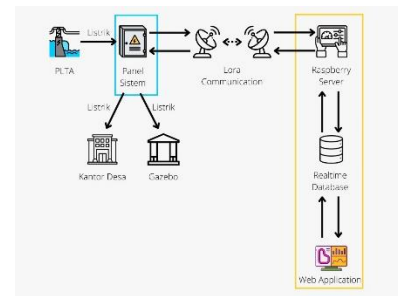 Listrik
PLTA
Panel
Sistem
Lora
Communication
Raspberry
Server
Listrik
Listrik
Kantor Desa
Gazebo
Realtime
Database
Web Application